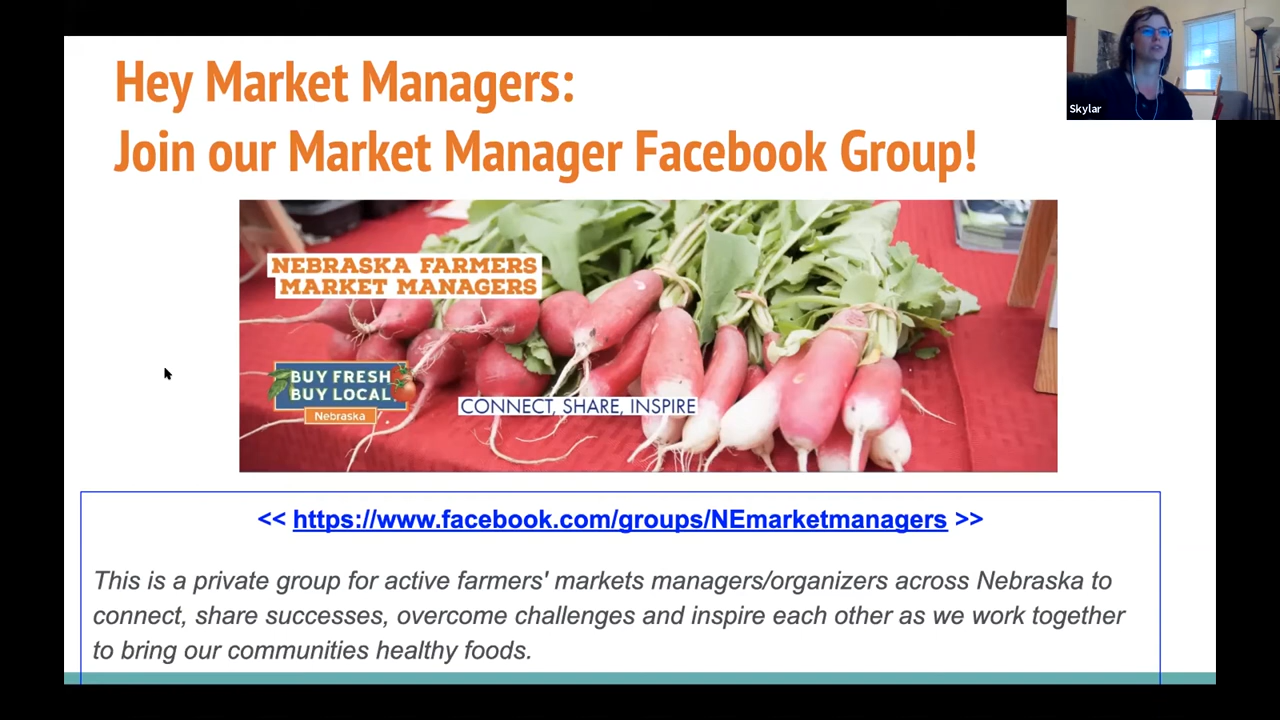 Hey Market Managers:
Join our Market Manager Facebook Group!
Skylar
NEBRASKA FARMERS
MARKET MANAGERS
BUY FRESH
BUY LOCAL
Nebraska
CONNECT, SHARE, INSPIRE
<< https://www.facebook.com/groups/NEmarketmanagers >>
This is a private group for active farmers' markets managers/organizers across Nebraska to
connect, share successes, overcome challenges and inspire each other as we work together
to bring our communities healthy foods.